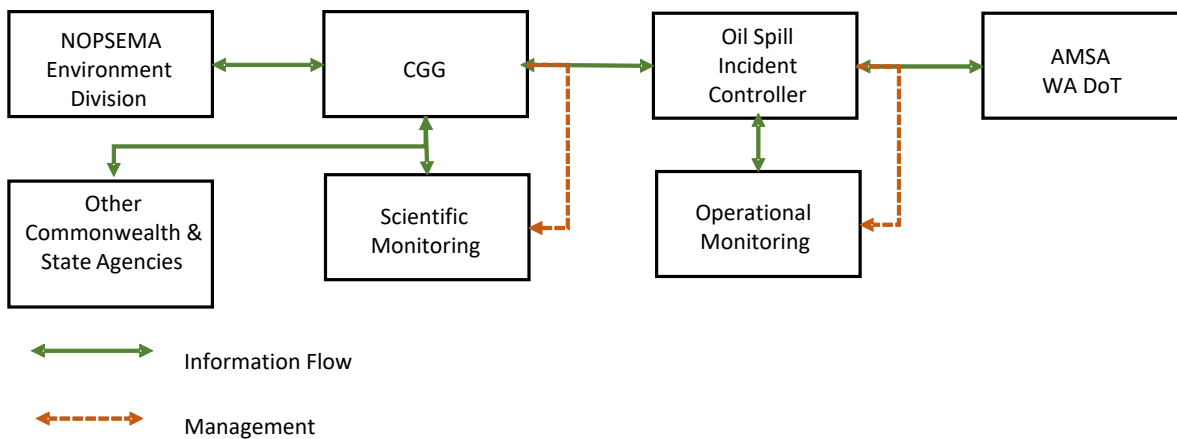 NOPSEMA
Environment
Division
CGG
Oil Spill
Incident
Controller
AMSA
WA DoT
Other
Commonwealth &
State Agencies
Scientific
Monitoring
Operational
Monitoring
Information Flow
Management